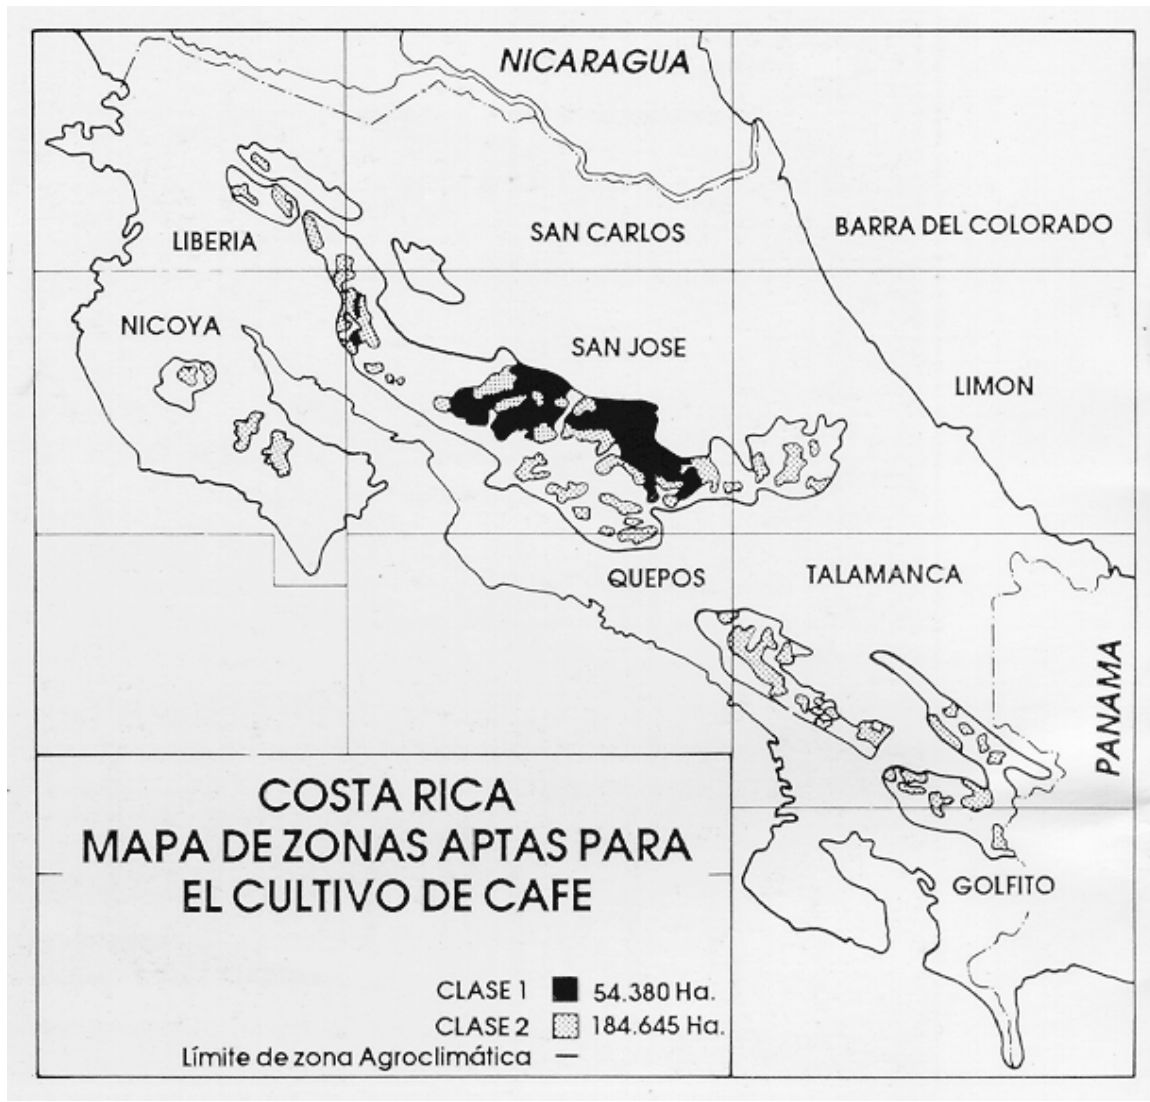 NICARAGUA
BARRA DEL COLORADO
SAN CARLOS
LIBERIA
NICOYA
SAN JOSE
LIMON
QUEPOS
TALAMANCA
PANAMA
GOLFITO
COSTA RICA
MAPA DE ZONAS APTAS PARA
EL CULTIVO DE CAFE
CLASE 1 54.380 Ha.
CLASE 2 184.645 Ha.
Límite de zona Agroclimática —